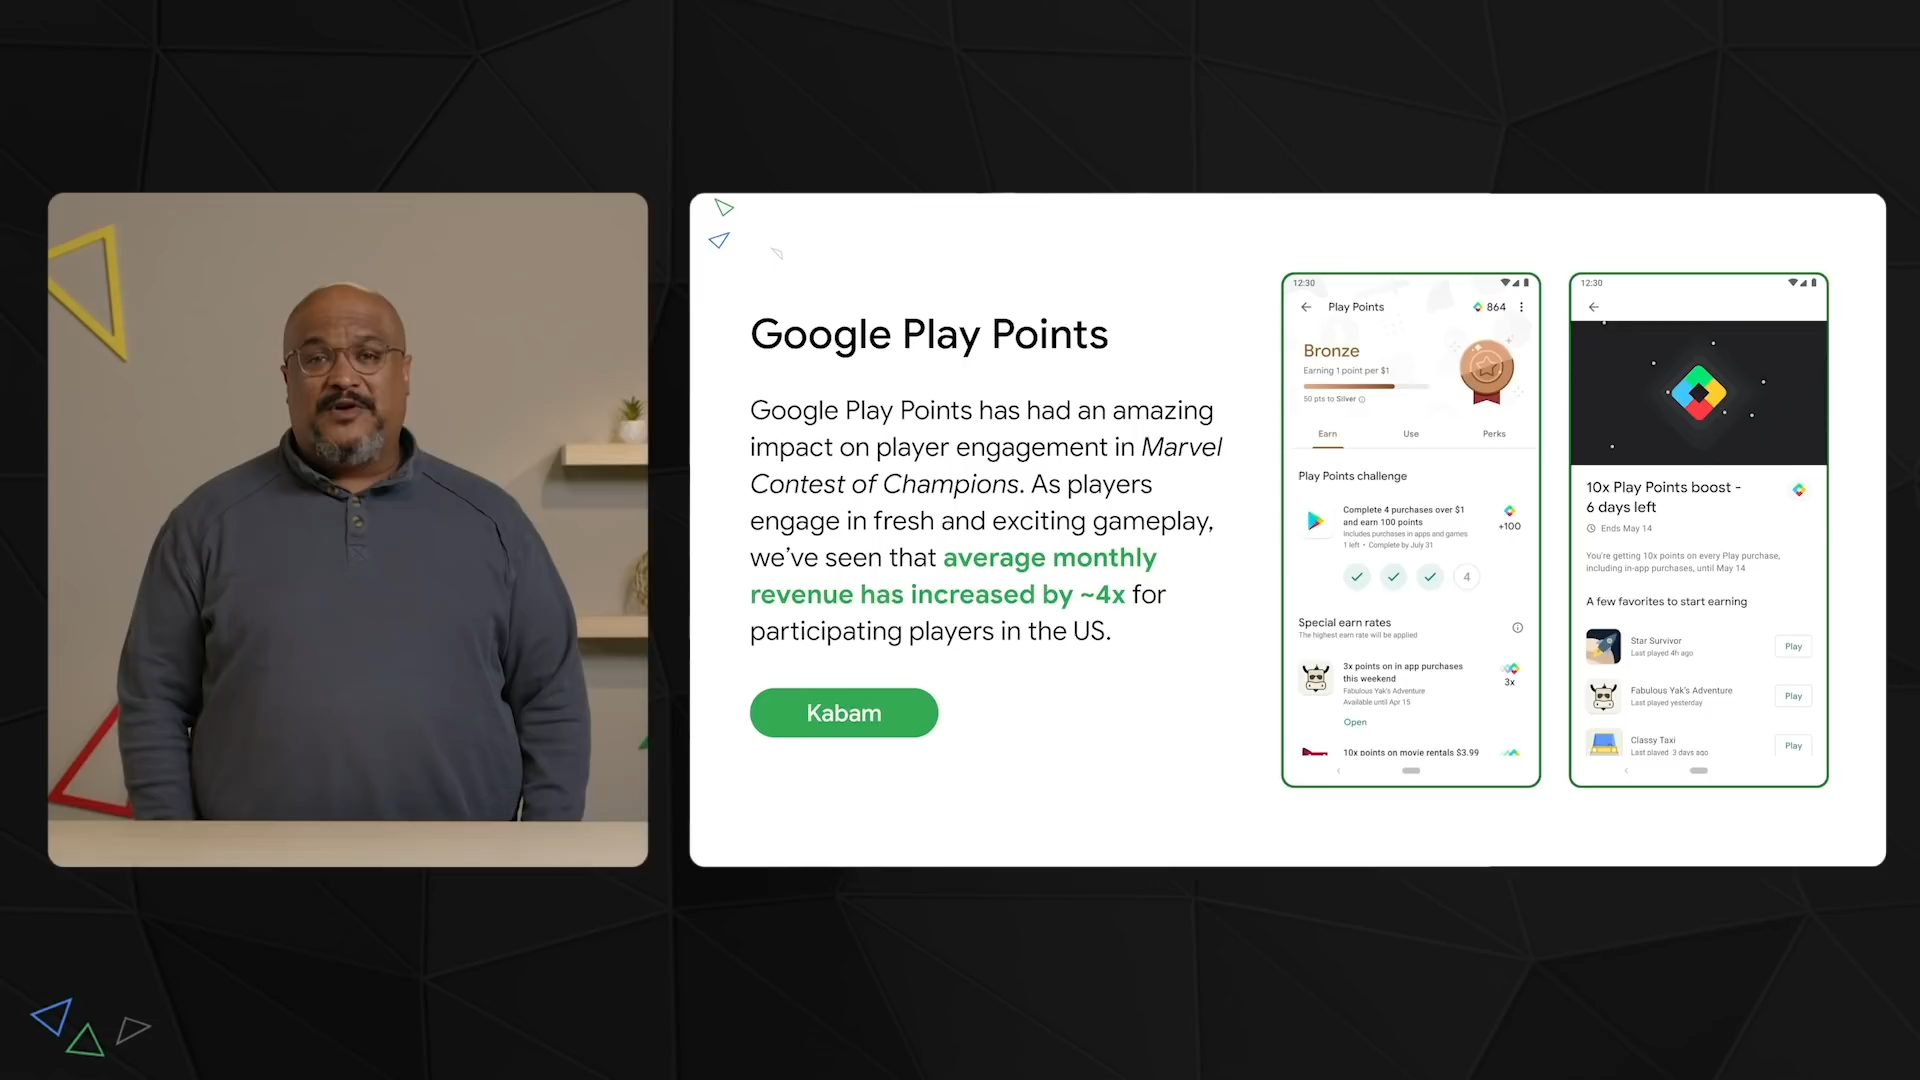 Google Play Points
Google Play Points has had an amazing
impact on player engagement in Marvel
Contest of Champions. As players
engage in fresh and exciting gameplay,
we've seen that average monthly
revenue has increased by ~4x for
participating players in the US.
Kabam
12:30
Play Points
864
Bronze
Earning 1 point per $1
50 pts to Silver
Earn
Use
Perks
Play Points challenge
Complete 4 purchases over $1
and earn 100 points
Includes purchases in apps and games
1 left • Complete by July 31
+100
4
Special earn rates
The highest earn rate will be applied
3x points on in app purchases
this weekend
Fabulous Yak's Adventure
Available until Apr 15
3x
Open
10x points on movie rentals $3.99
12:30
10x Play Points boost -
6 days left
Ends May 14
You're getting 10x points on every Play purchase,
including in-app purchases, until May 14
A few favorites to start earning
Star Survivor
Last played 4h ago
Play
Fabulous Yak's Adventure
Last played yesterday
Play
Classy Taxi
Last played 3 days ago
Play